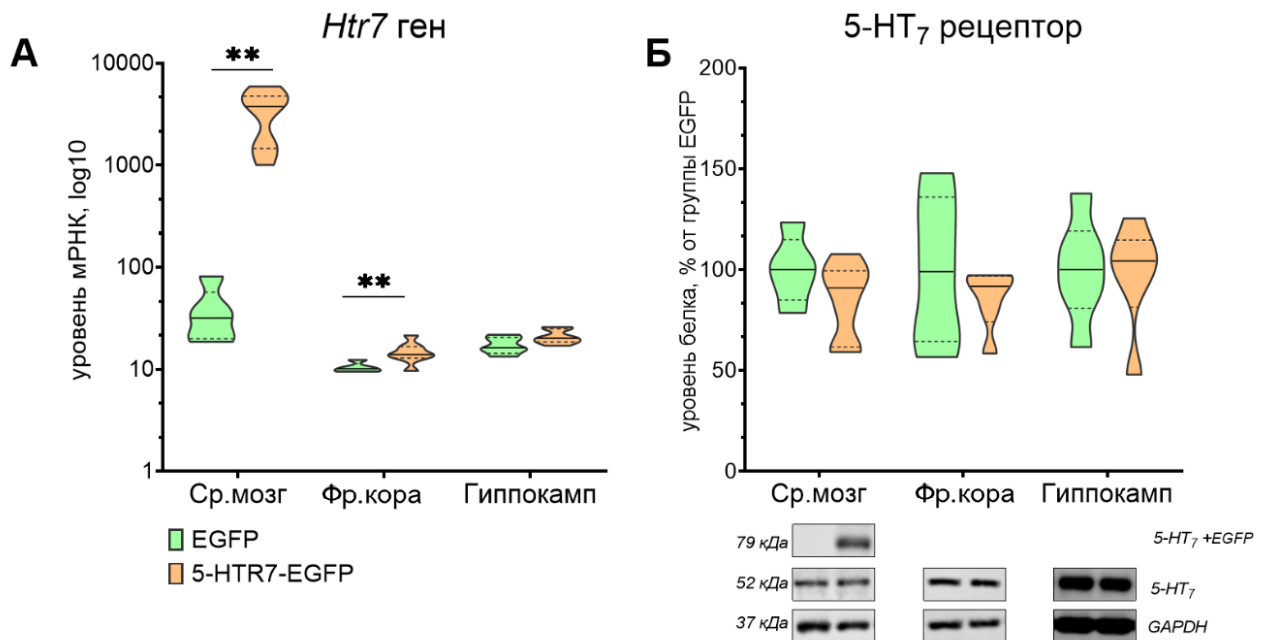 А
Htr7 ген
**
**
уровень мРНК, log10
10000
1000
100
10
1
Ср.мозг
Фр.кора
Гиппокамп
EGFP
5-HTR7-EGFP
Б
5-HT7 рецептор
уровень белка, % от группы EGFP
200
150
100
50
0
Ср.мозг
Фр.кора
Гиппокамп
79 кДа
5-HT7 +EGFP
52 кДа
5-HT7
37 кДа
GAPDH